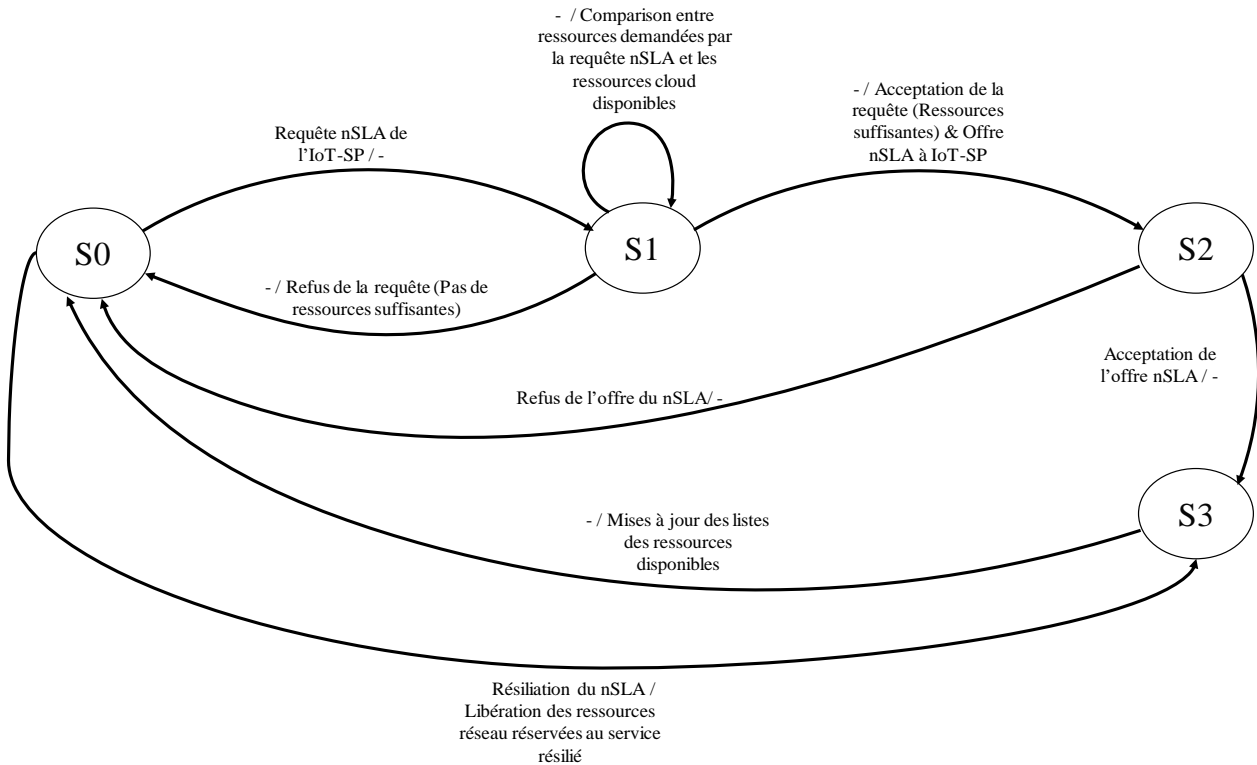 - / Comparison entre
ressources demandées par
la requête nSLA et les
ressources cloud
disponibles
- / Acceptation de la
requête (Ressources
suffisantes) & Offre
nSLA à IoT-SP
Requête nSLA de
l'IoT-SP / -
S0
S1
S2
- / Refus de la requête (Pas de
ressources suffisantes)
Acceptation de
l'offre nSLA / -
Refus de l'offre du nSLA/ -
S3
- / Mises à jour des listes
des ressources
disponibles
Résiliation du nSLA /
Libération des ressources
réseau réservées au service
résilié